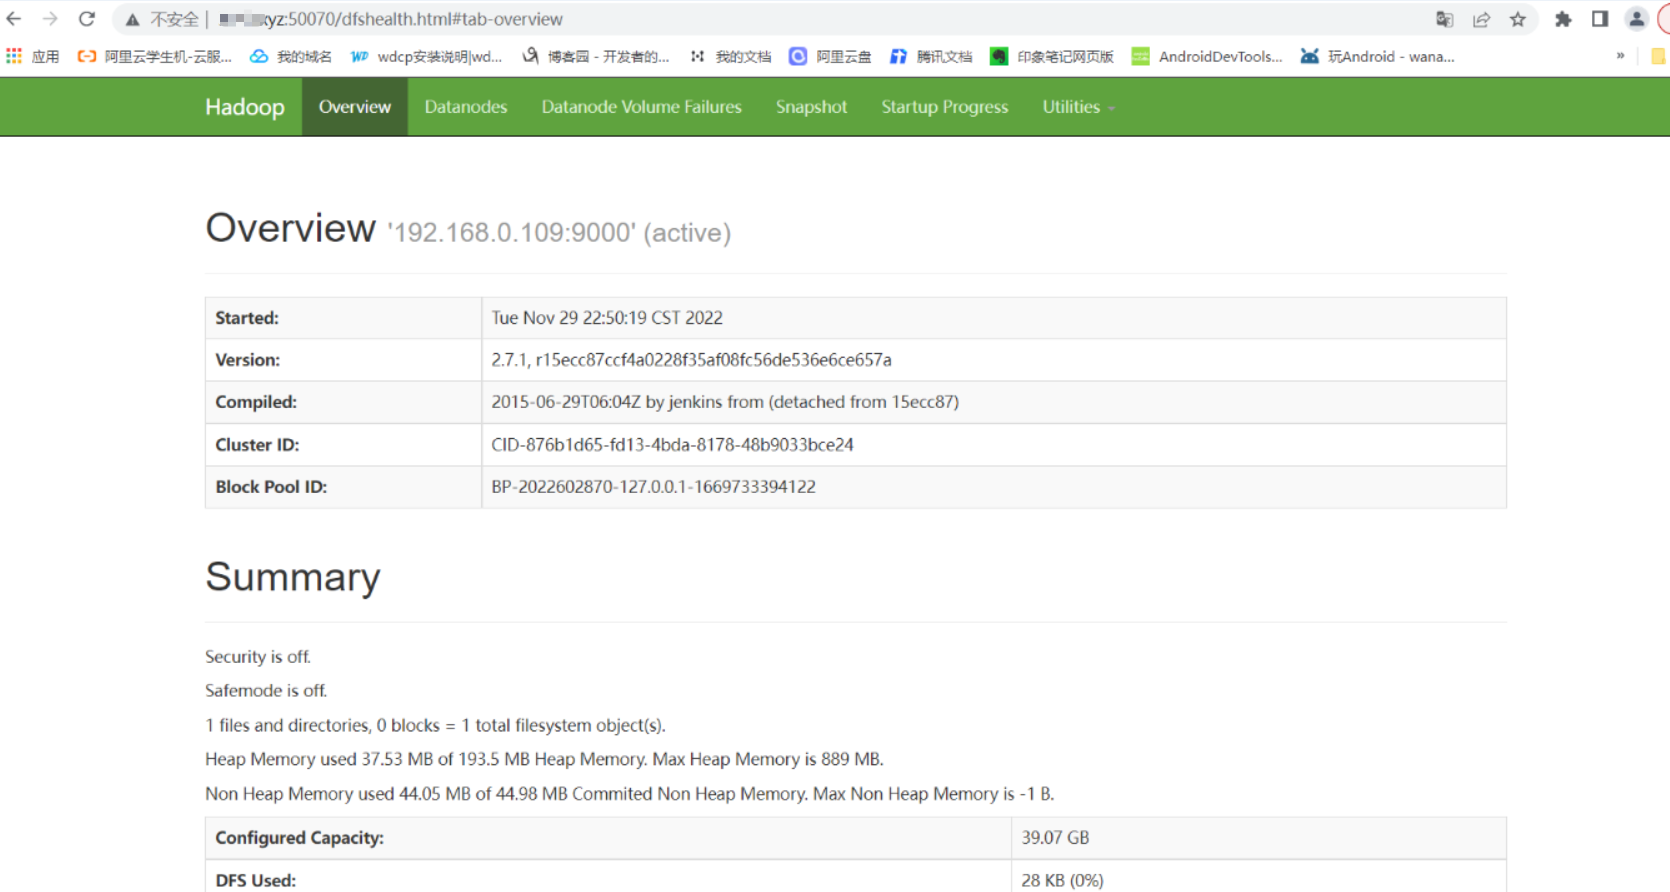 不安全 | xyz:50070/dfshealth.html#tab-overview
应用 阿里云学生机-云服... 我的域名 wdcp安装说明|wd... 博客园 - 开发者的... 我的文档 阿里云盘 腾讯文档 印象笔记网页版 AndroidDevTools... 玩Android - wana... »
Hadoop Overview Datanodes Datanode Volume Failures Snapshot Startup Progress Utilities
Overview '192.168.0.109:9000' (active)
Started: Tue Nov 29 22:50:19 CST 2022
Version: 2.7.1, r15ecc87ccf4a0228f35af08fc56de536e6ce657a
Compiled: 2015-06-29T06:04Z by jenkins from (detached from 15ecc87)
Cluster ID: CID-876b1d65-fd13-4bda-8178-48b9033bce24
Block Pool ID: BP-2022602870-127.0.0.1-1669733394122
Summary
Security is off.
Safemode is off.
1 files and directories, 0 blocks = 1 total filesystem object(s).
Heap Memory used 37.53 MB of 193.5 MB Heap Memory. Max Heap Memory is 889 MB.
Non Heap Memory used 44.05 MB of 44.98 MB Commited Non Heap Memory. Max Non Heap Memory is -1 B.
Configured Capacity: 39.07 GB
DFS Used: 28 KB (0%)